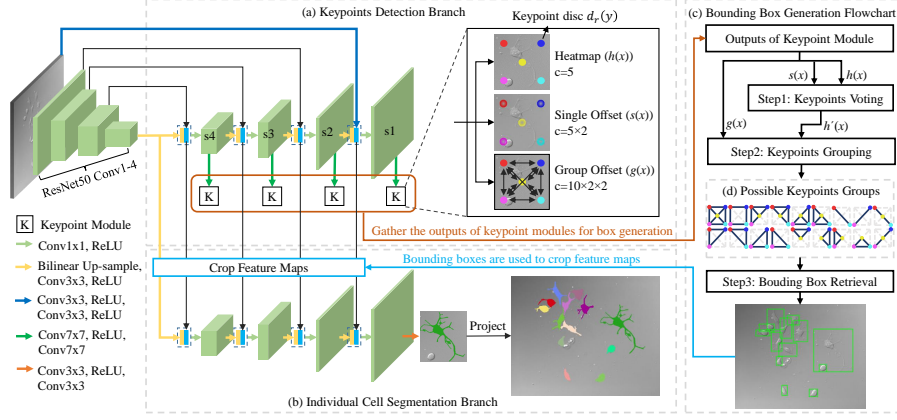 (a) Keypoints Detection Branch
Keypoint disc d_r(y)
Heatmap (h(x))
c=5
Single Offset (s(x))
c=5×2
Group Offset (g(x))
c=10×2×2
s4
s3
s2
s1
K
K
K
K
ResNet50 Conv1-4
Gather the outputs of keypoint modules for box generation
K
Keypoint Module
Conv1x1, ReLU
Bilinear Up-sample,
Conv3x3, ReLU
Conv3x3, ReLU,
Conv3x3, ReLU
Conv7x7, ReLU,
Conv7x7
Conv3x3, ReLU,
Conv3x3
Crop Feature Maps
Bounding boxes are used to crop feature maps
Project
(b) Individual Cell Segmentation Branch
(c) Bounding Box Generation Flowchart
Outputs of Keypoint Module
s(x)
h(x)
Step1: Keypoints Voting
g(x)
h′(x)
Step2: Keypoints Grouping
(d) Possible Keypoints Groups
Step3: Bouding Box Retrieval